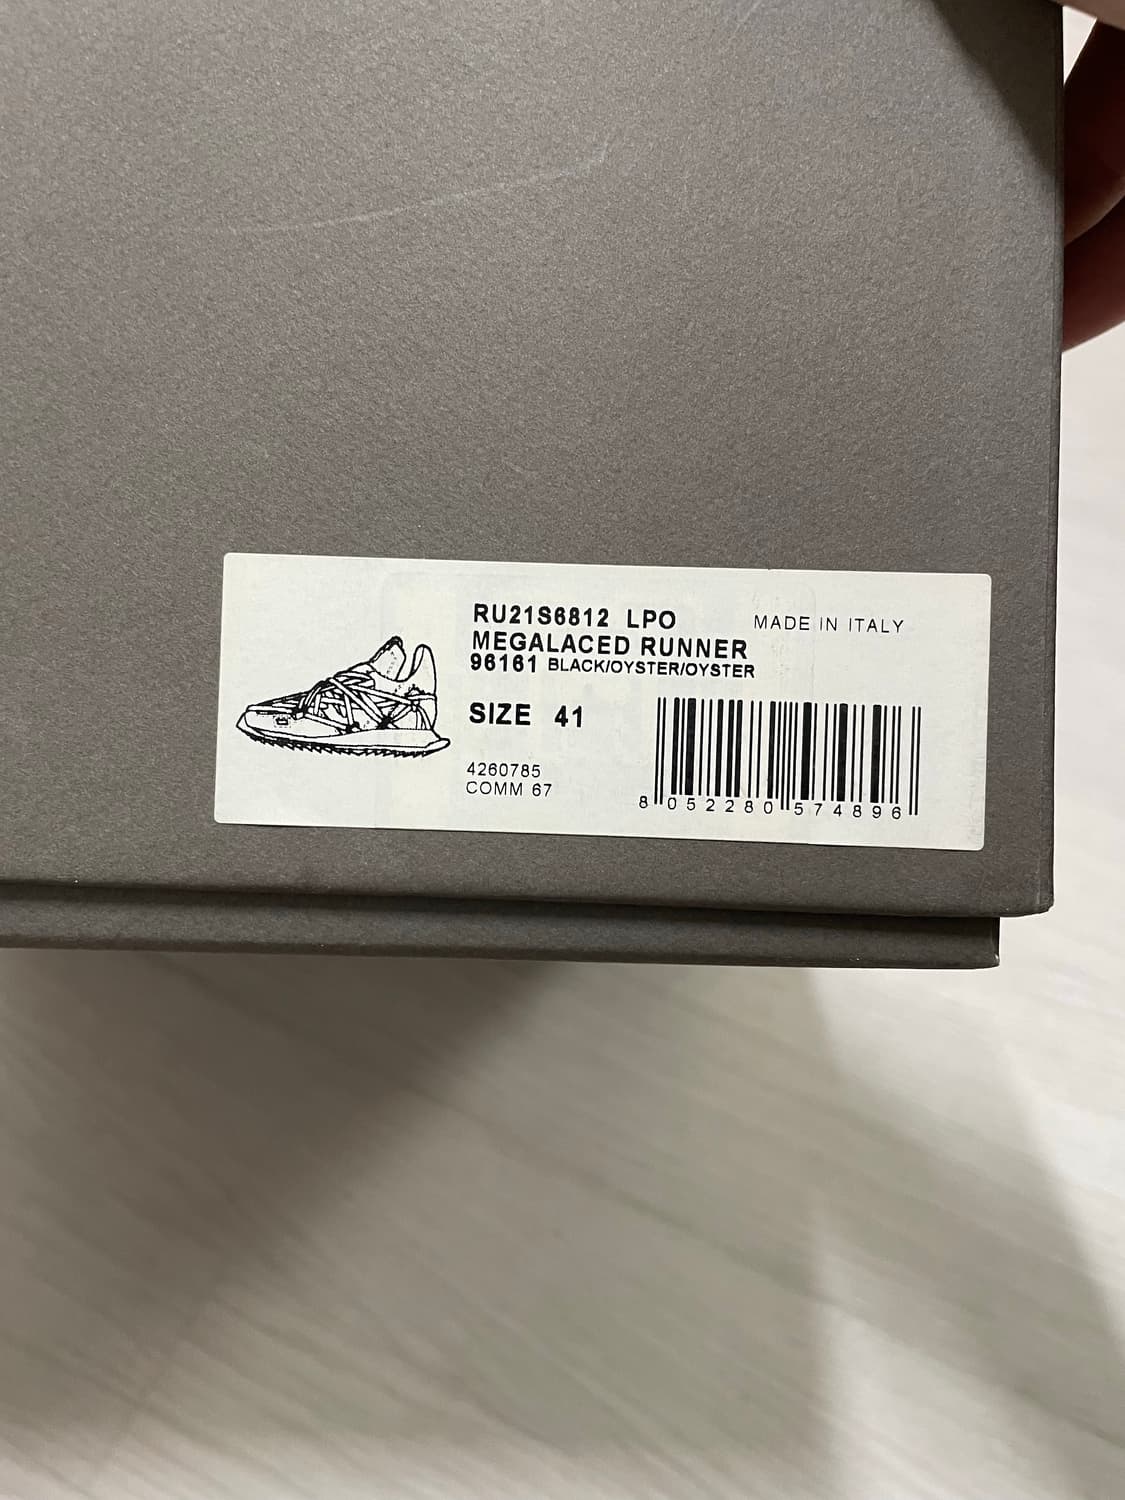 RU21S6812 LPO
MADE IN ITALY
MEGALACED RUNNER
96161 BLACK/OYSTER/OYSTER
SIZE 41
4260785
COMM 67
8 052280 574896